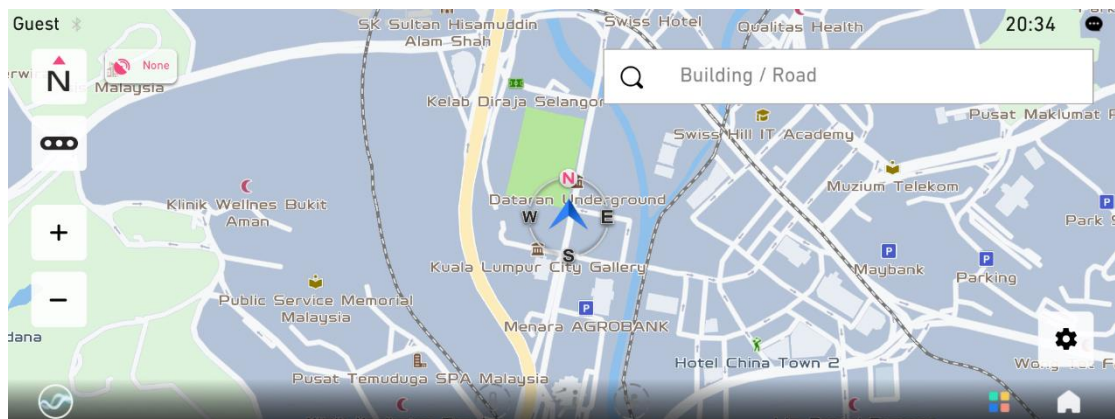 Guest
SK Sultan Hisamuddin
Alam Shah
Swiss Hotel
Qualitas Health
20:34
N
None
Malaysia
Building / Road
Kelab Diraja Selangor
Pusat Maklumat
Swiss Hill IT Academy
Muzium Telekom
N
Klinik Wellnes Bukit
Aman
Dataran Underground
W
E
S
P
Park
+
P
Maybank
P
Parking
Kuala Lumpur City Gallery
Public Service Memorial
Malaysia
P
Menara AGROBANK
−
Hotel China Town 2
Pusat Temuduga SPA Malaysia